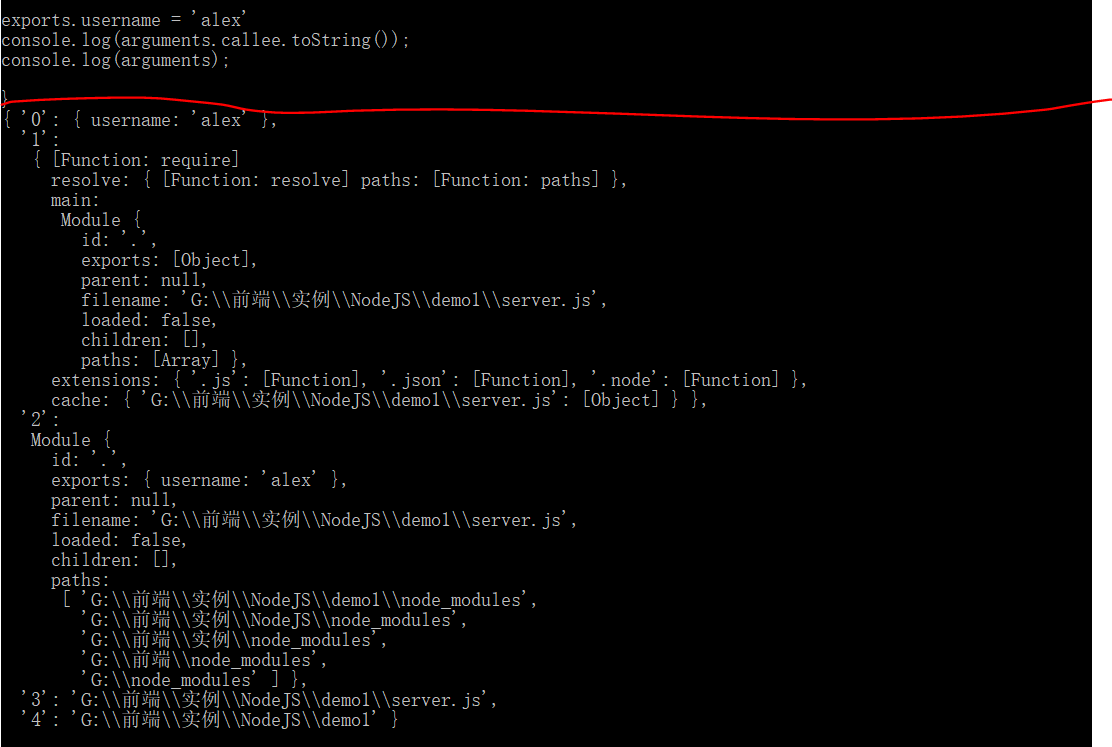 exports.username = 'alex'
console.log(arguments.callee.toString());
console.log(arguments);
}
{ '0': { username: 'alex' },
  '1':
   { [Function: require]
     resolve: { [Function: resolve] paths: [Function: paths] },
     main:
      Module {
        id: '.',
        exports: [Object],
        parent: null,
        filename: 'G:\\前端\\实例\\NodeJS\\demo1\\server.js',
        loaded: false,
        children: [],
        paths: [Array] },
     extensions: { '.js': [Function], '.json': [Function], '.node': [Function] },
     cache: { 'G:\\前端\\实例\\NodeJS\\demo1\\server.js': [Object] } },
  '2':
   Module {
     id: '.',
     exports: { username: 'alex' },
     parent: null,
     filename: 'G:\\前端\\实例\\NodeJS\\demo1\\server.js',
     loaded: false,
     children: [],
     paths:
      [ 'G:\\前端\\实例\\NodeJS\\demo1\\node_modules',
        'G:\\前端\\实例\\NodeJS\\node_modules',
        'G:\\前端\\实例\\node_modules',
        'G:\\前端\\node_modules',
        'G:\\node_modules' ] },
  '3': 'G:\\前端\\实例\\NodeJS\\demo1\\server.js',
  '4': 'G:\\前端\\实例\\NodeJS\\demo1' }